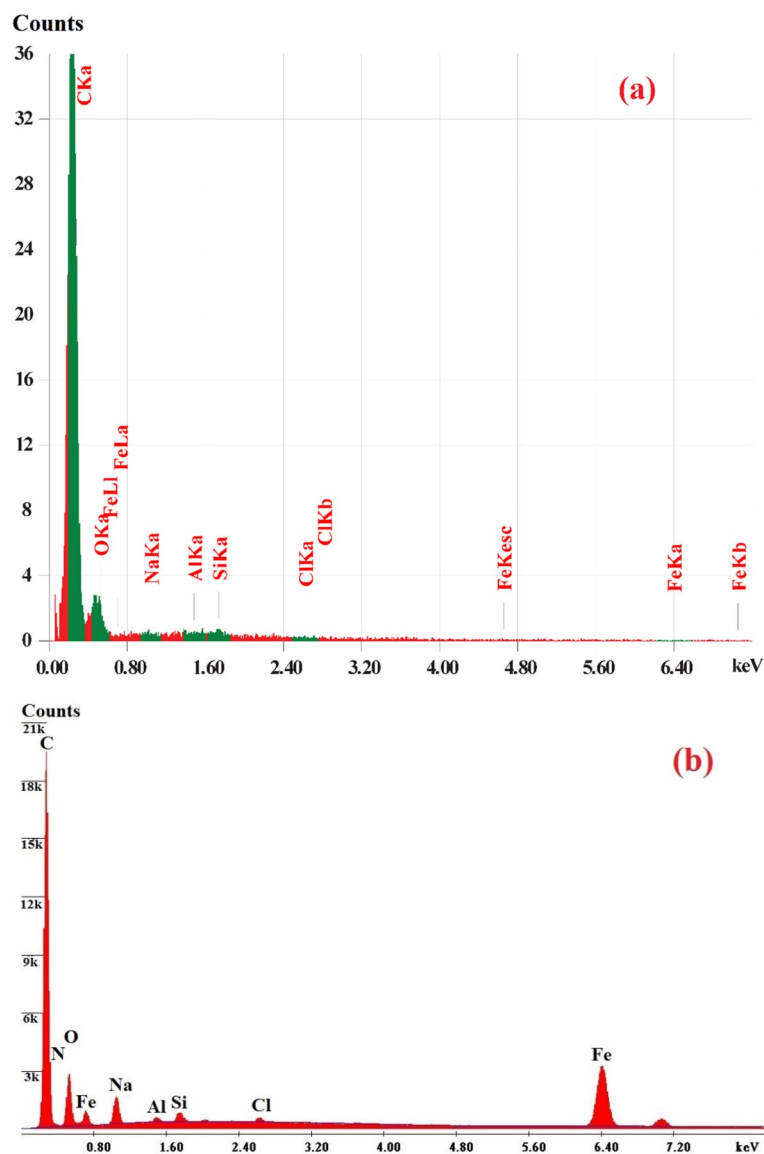 Counts
(a)
36
32
28
24
20
16
12
8
4
0
CKa
OKa
FeLl
FeLa
NaKa
AlKa
SiKa
ClKa
ClKb
FeKesc
FeKa
FeKb
0.00 0.80 1.60 2.40 3.20 4.00 4.80 5.60 6.40 keV
Counts
(b)
21k
18k
15k
12k
9k
6k
3k
C
N
O
Fe
Na
Al
Si
Cl
Fe
0.80 1.60 2.40 3.20 4.00 4.80 5.60 6.40 7.20 keV